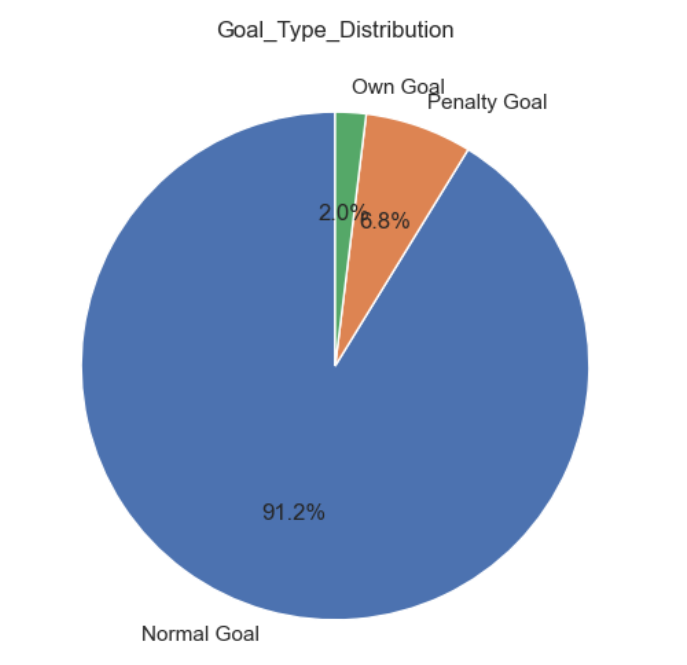 Goal_Type_Distribution
Own Goal
Penalty Goal
2.0%
6.8%
91.2%
Normal Goal